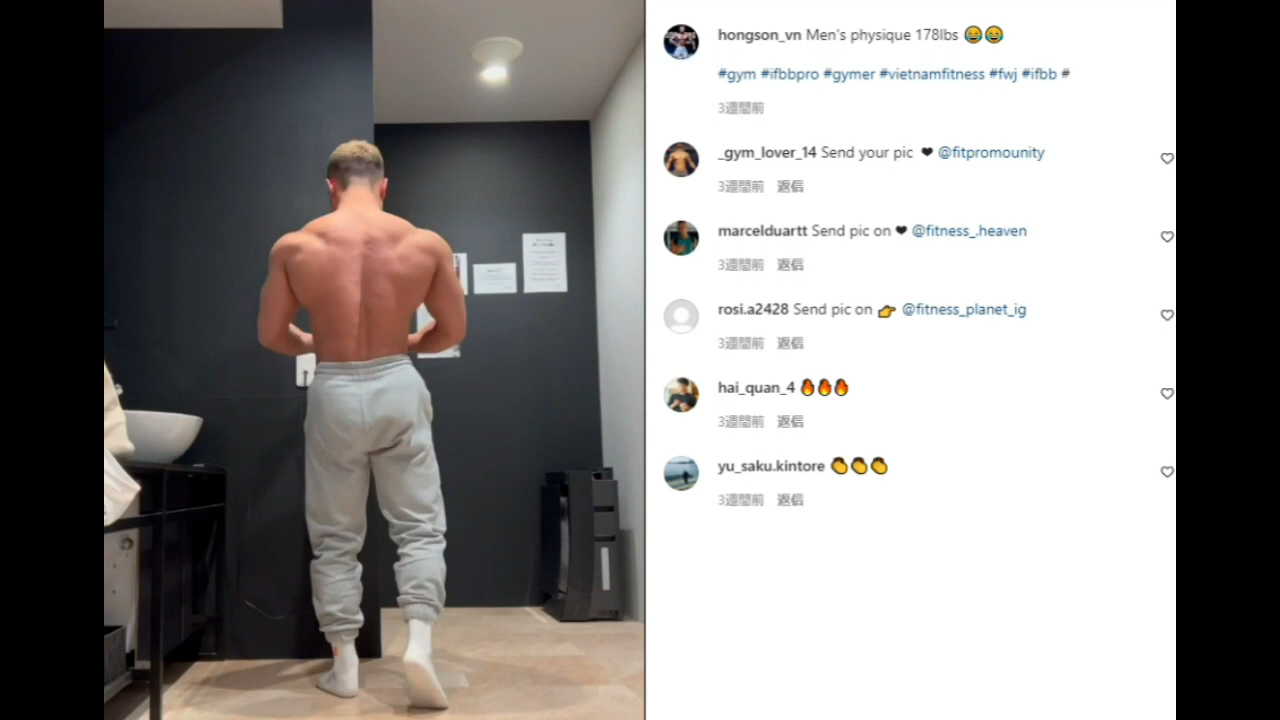 hongson_vn Men's physique 178lbs 😂😂
#gym #ifbbpro #gymer #vietnamfitness #fwj #ifbb #
3週間前
_gym_lover_14 Send your pic ❤ @fitpromounity
3週間前 返信
marcelduartt Send pic on ❤ @fitness_.heaven
3週間前 返信
rosi.a2428 Send pic on 👉 @fitness_planet_ig
3週間前 返信
hai_quan_4 🔥🔥🔥
3週間前 返信
yu_saku.kintore 👏👏👏
3週間前 返信